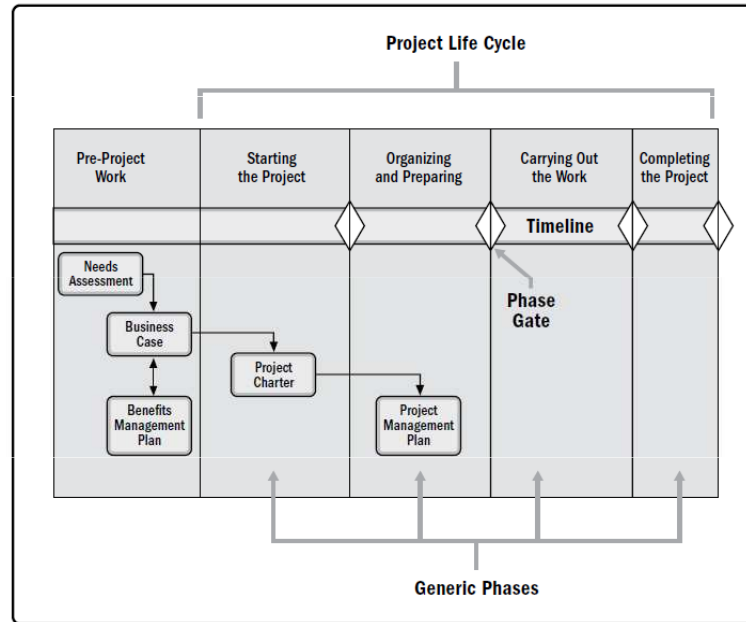 Project Life Cycle
Pre-Project
Work
Starting
the Project
Organizing
and Preparing
Carrying Out
the Work
Completing
the Project
Timeline
Needs
Assessment
Phase
Gate
Business
Case
Project
Charter
Benefits
Management
Plan
Project
Management
Plan
Generic Phases